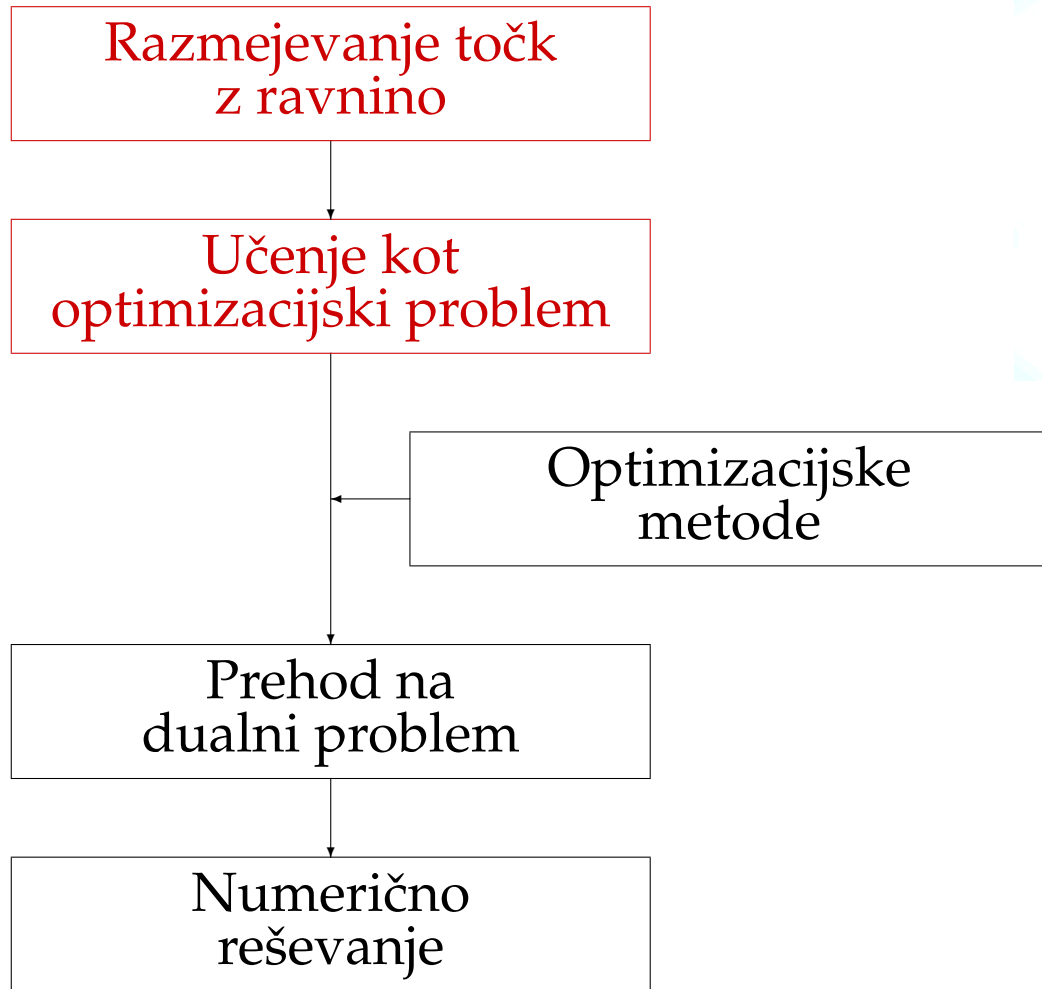 Razmejevanje točk
z ravnino
Učenje kot
optimizacijski problem
Optimizacijske
metode
Prehod na
dualni problem
Numerično
reševanje